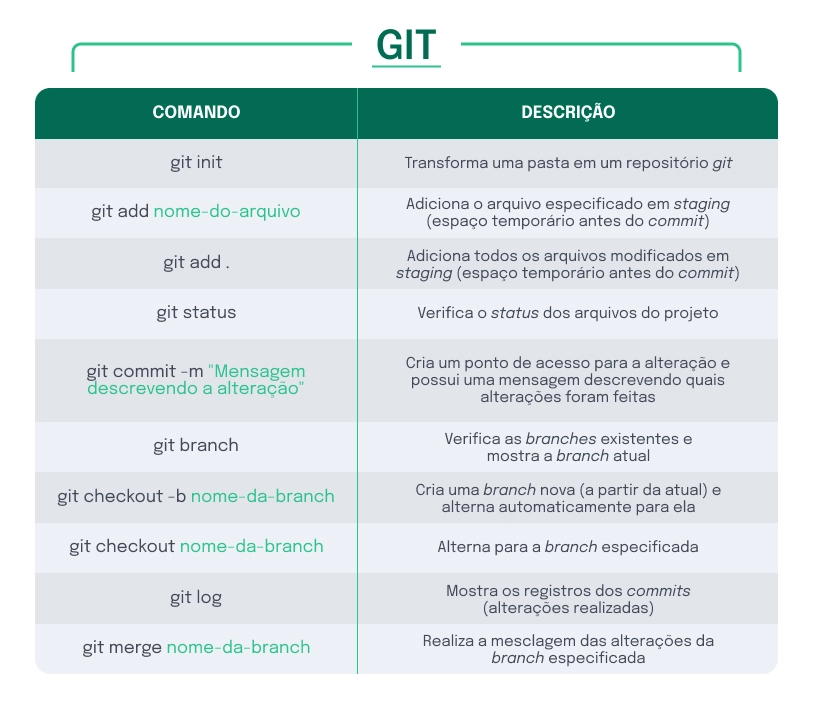 GIT
COMANDO
DESCRIÇÃO
git init
Transforma uma pasta em um repositório git
git add nome-do-arquivo
Adiciona o arquivo especificado em staging
(espaço temporário antes do commit)
git add .
Adiciona todos os arquivos modificados em
staging (espaço temporário antes do commit)
git status
Verifica o status dos arquivos do projeto
git commit -m "Mensagem
descrevendo a alteração"
Cria um ponto de acesso para a alteração e
possui uma mensagem descrevendo quais
alterações foram feitas
git branch
Verifica as branches existentes e
mostra a branch atual
git checkout -b nome-da-branch
Cria uma branch nova (a partir da atual) e
alterna automaticamente para ela
git checkout nome-da-branch
Alterna para a branch especificada
git log
Mostra os registros dos commits
(alterações realizadas)
git merge nome-da-branch
Realiza a mesclagem das alterações da
branch especificada